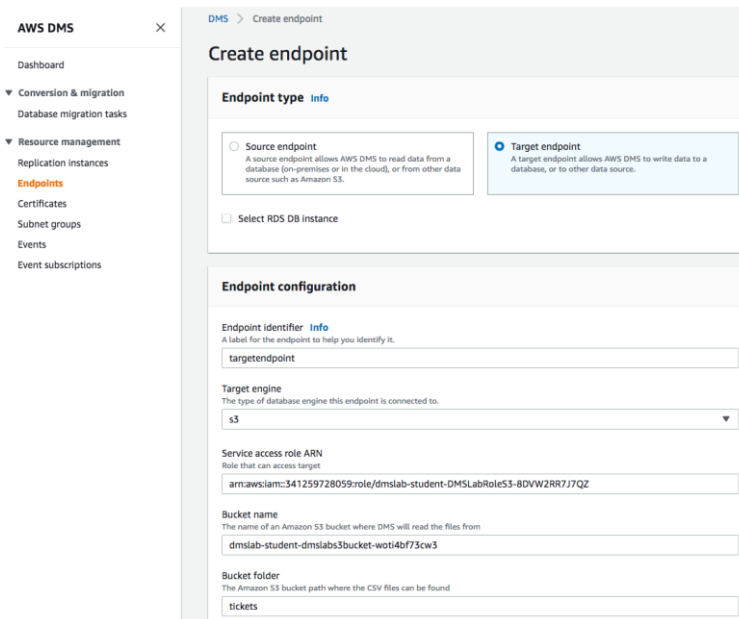 AWS DMS
Dashboard
Conversion & migration
Database migration tasks
Resource management
Replication instances
Endpoints
Certificates
Subnet groups
Events
Event subscriptions
DMS > Create endpoint
Create endpoint
Endpoint type Info
Source endpoint
A source endpoint allows AWS DMS to read data from a
database (on-premises or in the cloud), or from other data
source such as Amazon S3.
Target endpoint
A target endpoint allows AWS DMS to write data to a
database, or to other data source.
Select RDS DB instance
Endpoint configuration
Endpoint identifier Info
A label for the endpoint to help you identify it.
targetendpoint
Target engine
The type of database engine this endpoint is connected to.
s3
Service access role ARN
Role that can access target
arn:aws:iam::341259728059:role/dmslab-student-DMSLabRoleS3-8DVW2RR7J7QZ
Bucket name
The name of an Amazon S3 bucket where DMS will read the files from
dmslab-student-dmslabs3bucket-woti4bf73cw3
Bucket folder
The Amazon S3 bucket path where the CSV files can be found
tickets